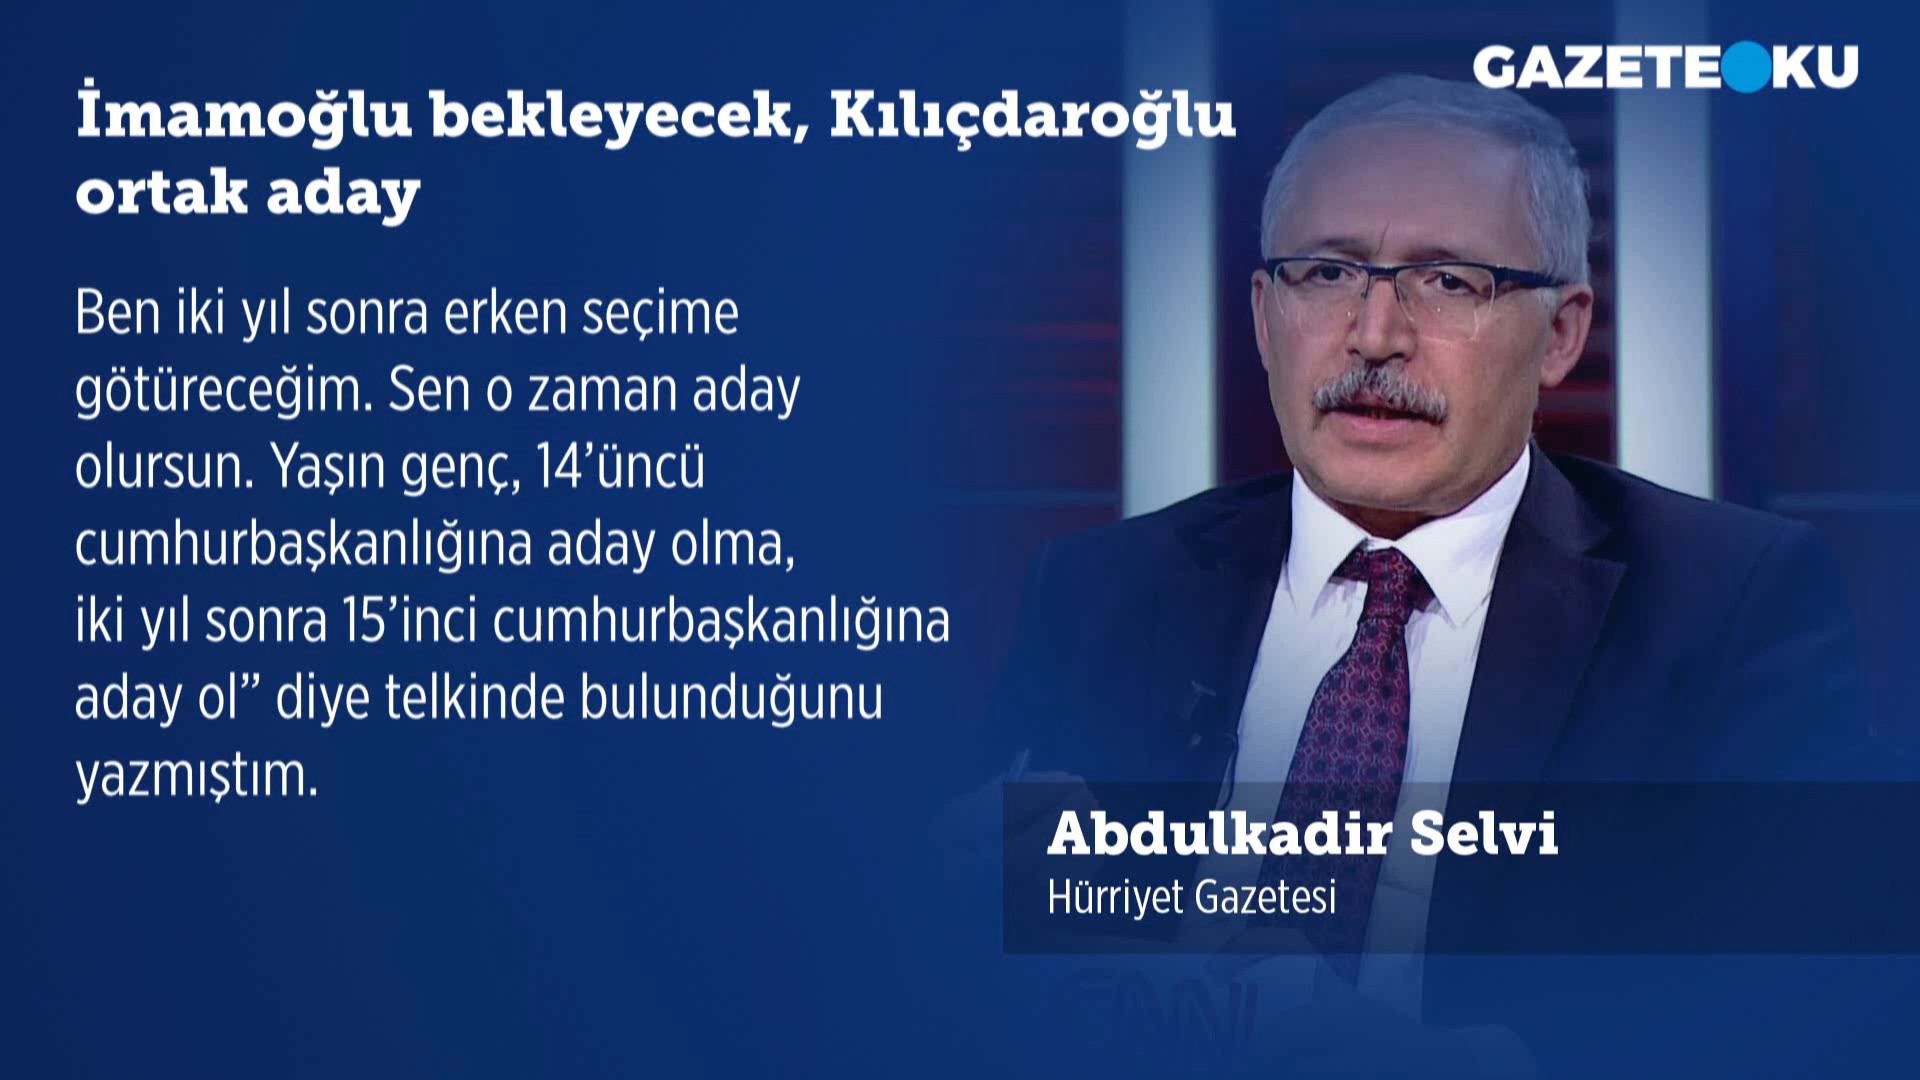 GAZETE OKU
İmamoğlu bekleyecek, Kılıçdaroğlu
ortak aday
Ben iki yıl sonra erken seçime
götüreceğim. Sen o zaman aday
olursun. Yaşın genç, 14’üncü
cumhurbaşkanlığına aday olma,
iki yıl sonra 15’inci cumhurbaşkanlığına
aday ol” diye telkinde bulunduğunu
yazmıştım.
Abdulkadir Selvi
Hürriyet Gazetesi